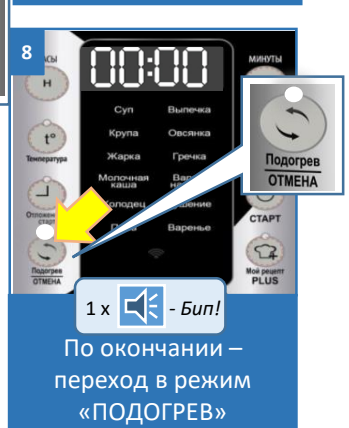 8
ЧАСЫ
МИНУТЫ
Н
00:00
Суп Выпечка
Крупа Овсянка
Жарка Гречка
Молочная
каша
t°
Температура
Отложен
старт
СТАРТ
Варенье
Подогрев
ОТМЕНА
Подогрев
ОТМЕНА
Мой рецепт
PLUS
1 x - Бип!
По окончании –
переход в режим
«ПОДОГРЕВ»